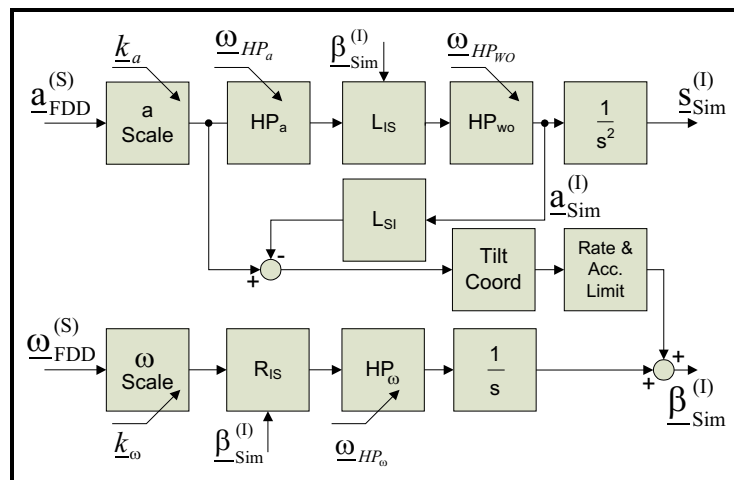 k_a
ω_HP_a
β_Sim^(I)
ω_HP_WO
a_FDD^(S)
a Scale
HP_a
L_IS
HP_wo
1/s²
s_Sim^(I)
a_Sim^(I)
L_SI
-
+
Tilt Coord
Rate & Acc. Limit
ω_FDD^(S)
ω Scale
R_IS
HP_ω
1/s
+
+
β_Sim^(I)
k_ω
β_Sim^(I)
ω_HP_ω